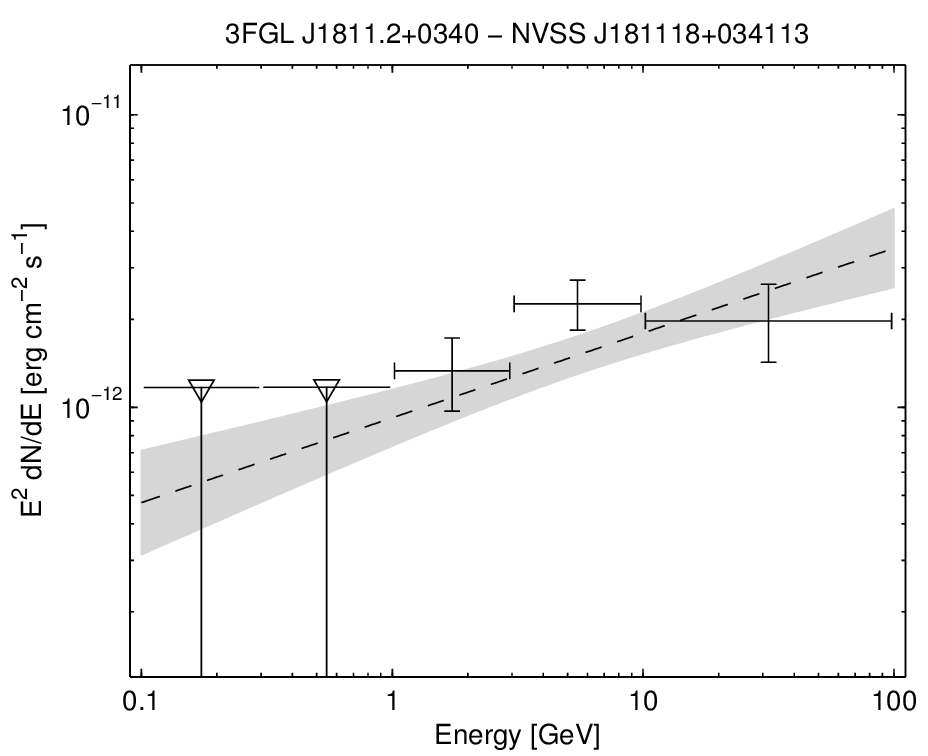 3FGL J1811.2+0340 − NVSS J181118+034113
10⁻¹¹
10⁻¹²
E² dN/dE [erg cm⁻² s⁻¹]
0.1 1 10 100
Energy [GeV]